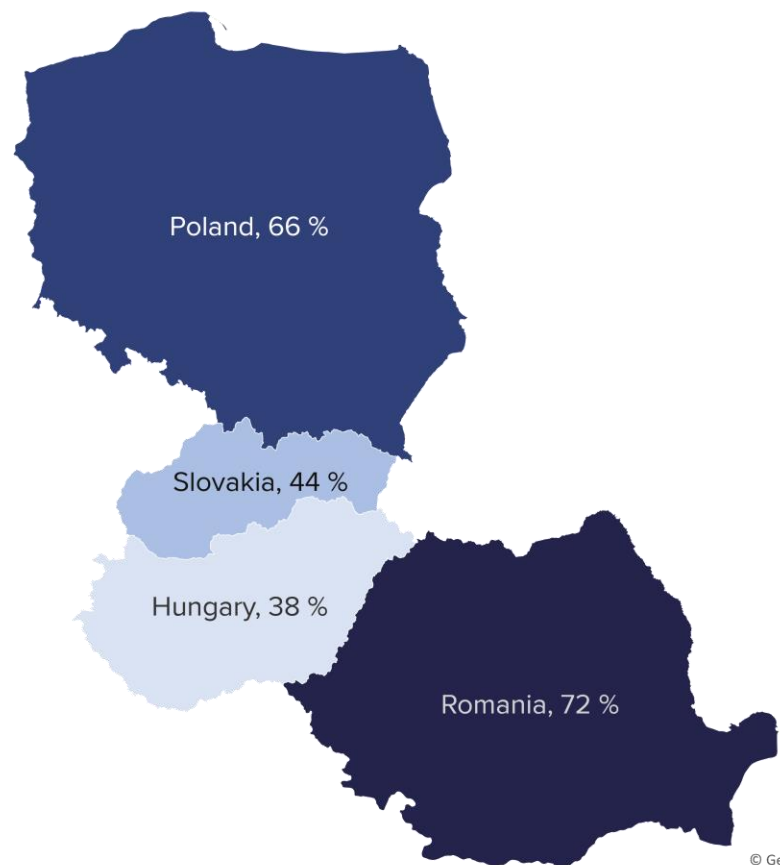 Poland, 66 %
Slovakia, 44 %
Hungary, 38 %
Romania, 72 %
©